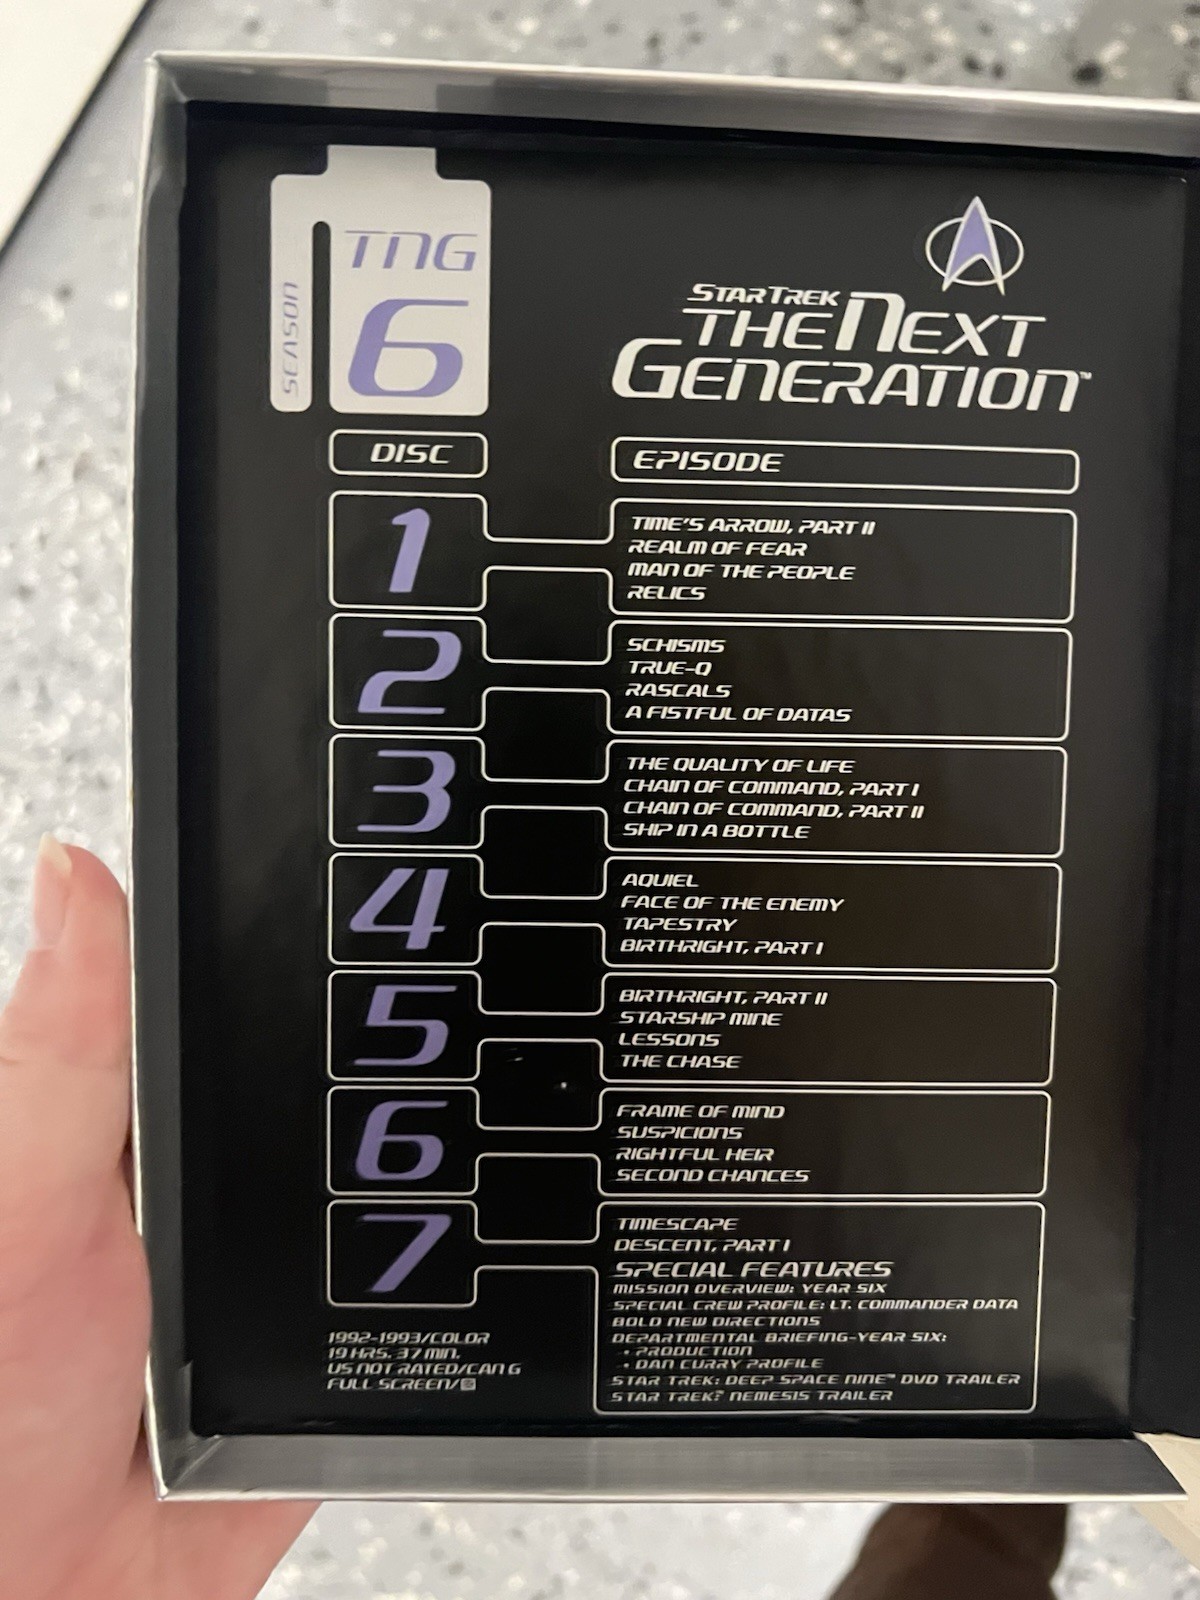 SEASON
TNG
6
STAR TREK
THE NEXT
GENERATION™
DISC
EPISODE
1
TIME'S ARROW, PART II
REALM OF FEAR
MAN OF THE PEOPLE
RELICS
2
SCHISMS
TRUE-Q
RASCALS
A FISTFUL OF DATAS
3
THE QUALITY OF LIFE
CHAIN OF COMMAND, PART I
CHAIN OF COMMAND, PART II
SHIP IN A BOTTLE
4
AQUIEL
FACE OF THE ENEMY
TAPESTRY
BIRTHRIGHT, PART I
5
BIRTHRIGHT, PART II
STARSHIP MINE
LESSONS
THE CHASE
6
FRAME OF MIND
SUSPICIONS
RIGHTFUL HEIR
SECOND CHANCES
7
TIMESCAPE
DESCENT, PART I
SPECIAL FEATURES
MISSION OVERVIEW: YEAR SIX
SPECIAL CREW PROFILE: LT. COMMANDER DATA
BOLD NEW DIRECTIONS
DEPARTMENTAL BRIEFING-YEAR SIX:
• PRODUCTION
• DAN CURRY PROFILE
STAR TREK: DEEP SPACE NINE™ DVD TRAILER
STAR TREK: NEMESIS TRAILER
1992-1993/COLOR
19 HRS. 37 MIN.
US NOT RATED/CAN G
FULL SCREEN/